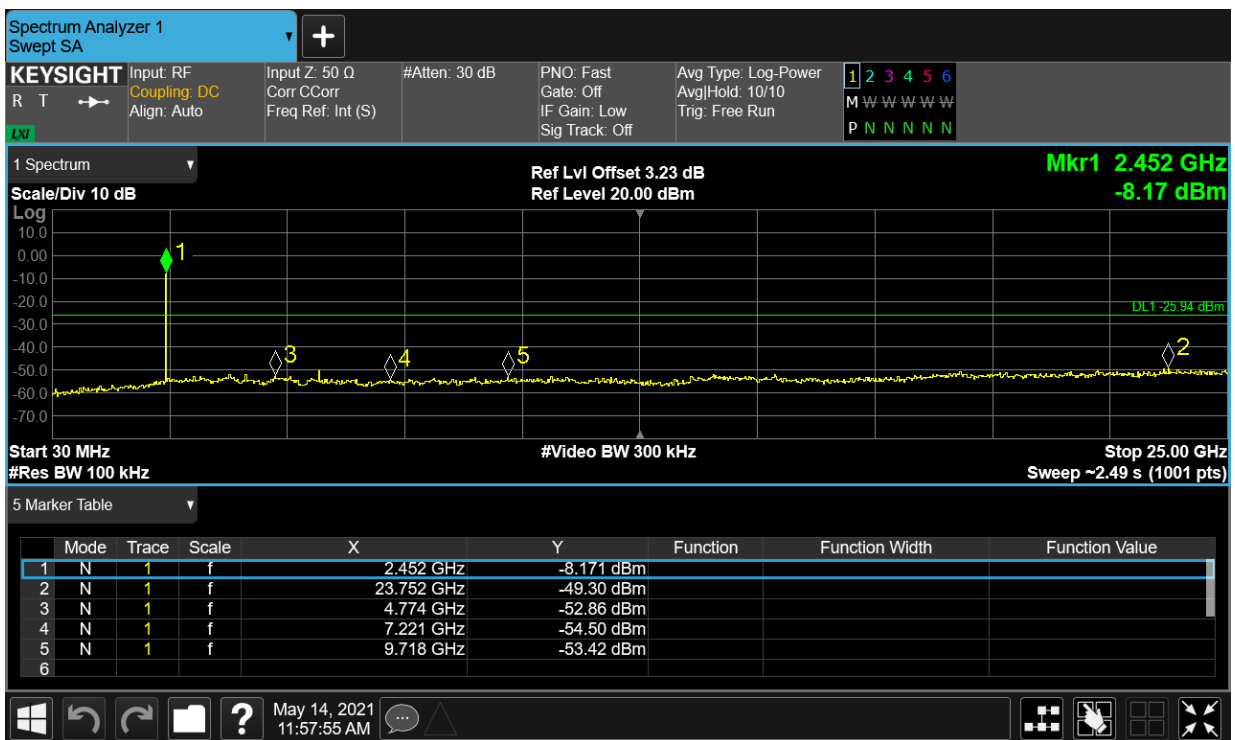 Spectrum Analyzer 1
Swept SA
▼
+
KEYSIGHT
R T
LXI
Input: RF
Coupling: DC
Align: Auto
Input Z: 50 Ω
Corr CCorr
Freq Ref: Int (S)
#Atten: 30 dB
PNO: Fast
Gate: Off
IF Gain: Low
Sig Track: Off
Avg Type: Log-Power
Avg|Hold: 10/10
Trig: Free Run
1 2 3 4 5 6
M W W W W W
P N N N N N
1 Spectrum ▼
Scale/Div 10 dB
Ref Lvl Offset 3.23 dB
Ref Level 20.00 dBm
Mkr1 2.452 GHz
-8.17 dBm
Log
10.0
0.00
-10.0
-20.0
-30.0
-40.0
-50.0
-60.0
-70.0
1
DL1 -25.94 dBm
3
4
5
2
Start 30 MHz
#Res BW 100 kHz
#Video BW 300 kHz
Stop 25.00 GHz
Sweep ~2.49 s (1001 pts)
5 Marker Table ▼
Mode Trace Scale X Y Function Function Width Function Value
1 N 1 f 2.452 GHz -8.171 dBm
2 N 1 f 23.752 GHz -49.30 dBm
3 N 1 f 4.774 GHz -52.86 dBm
4 N 1 f 7.221 GHz -54.50 dBm
5 N 1 f 9.718 GHz -53.42 dBm
6
?
May 14, 2021
11:57:55 AM